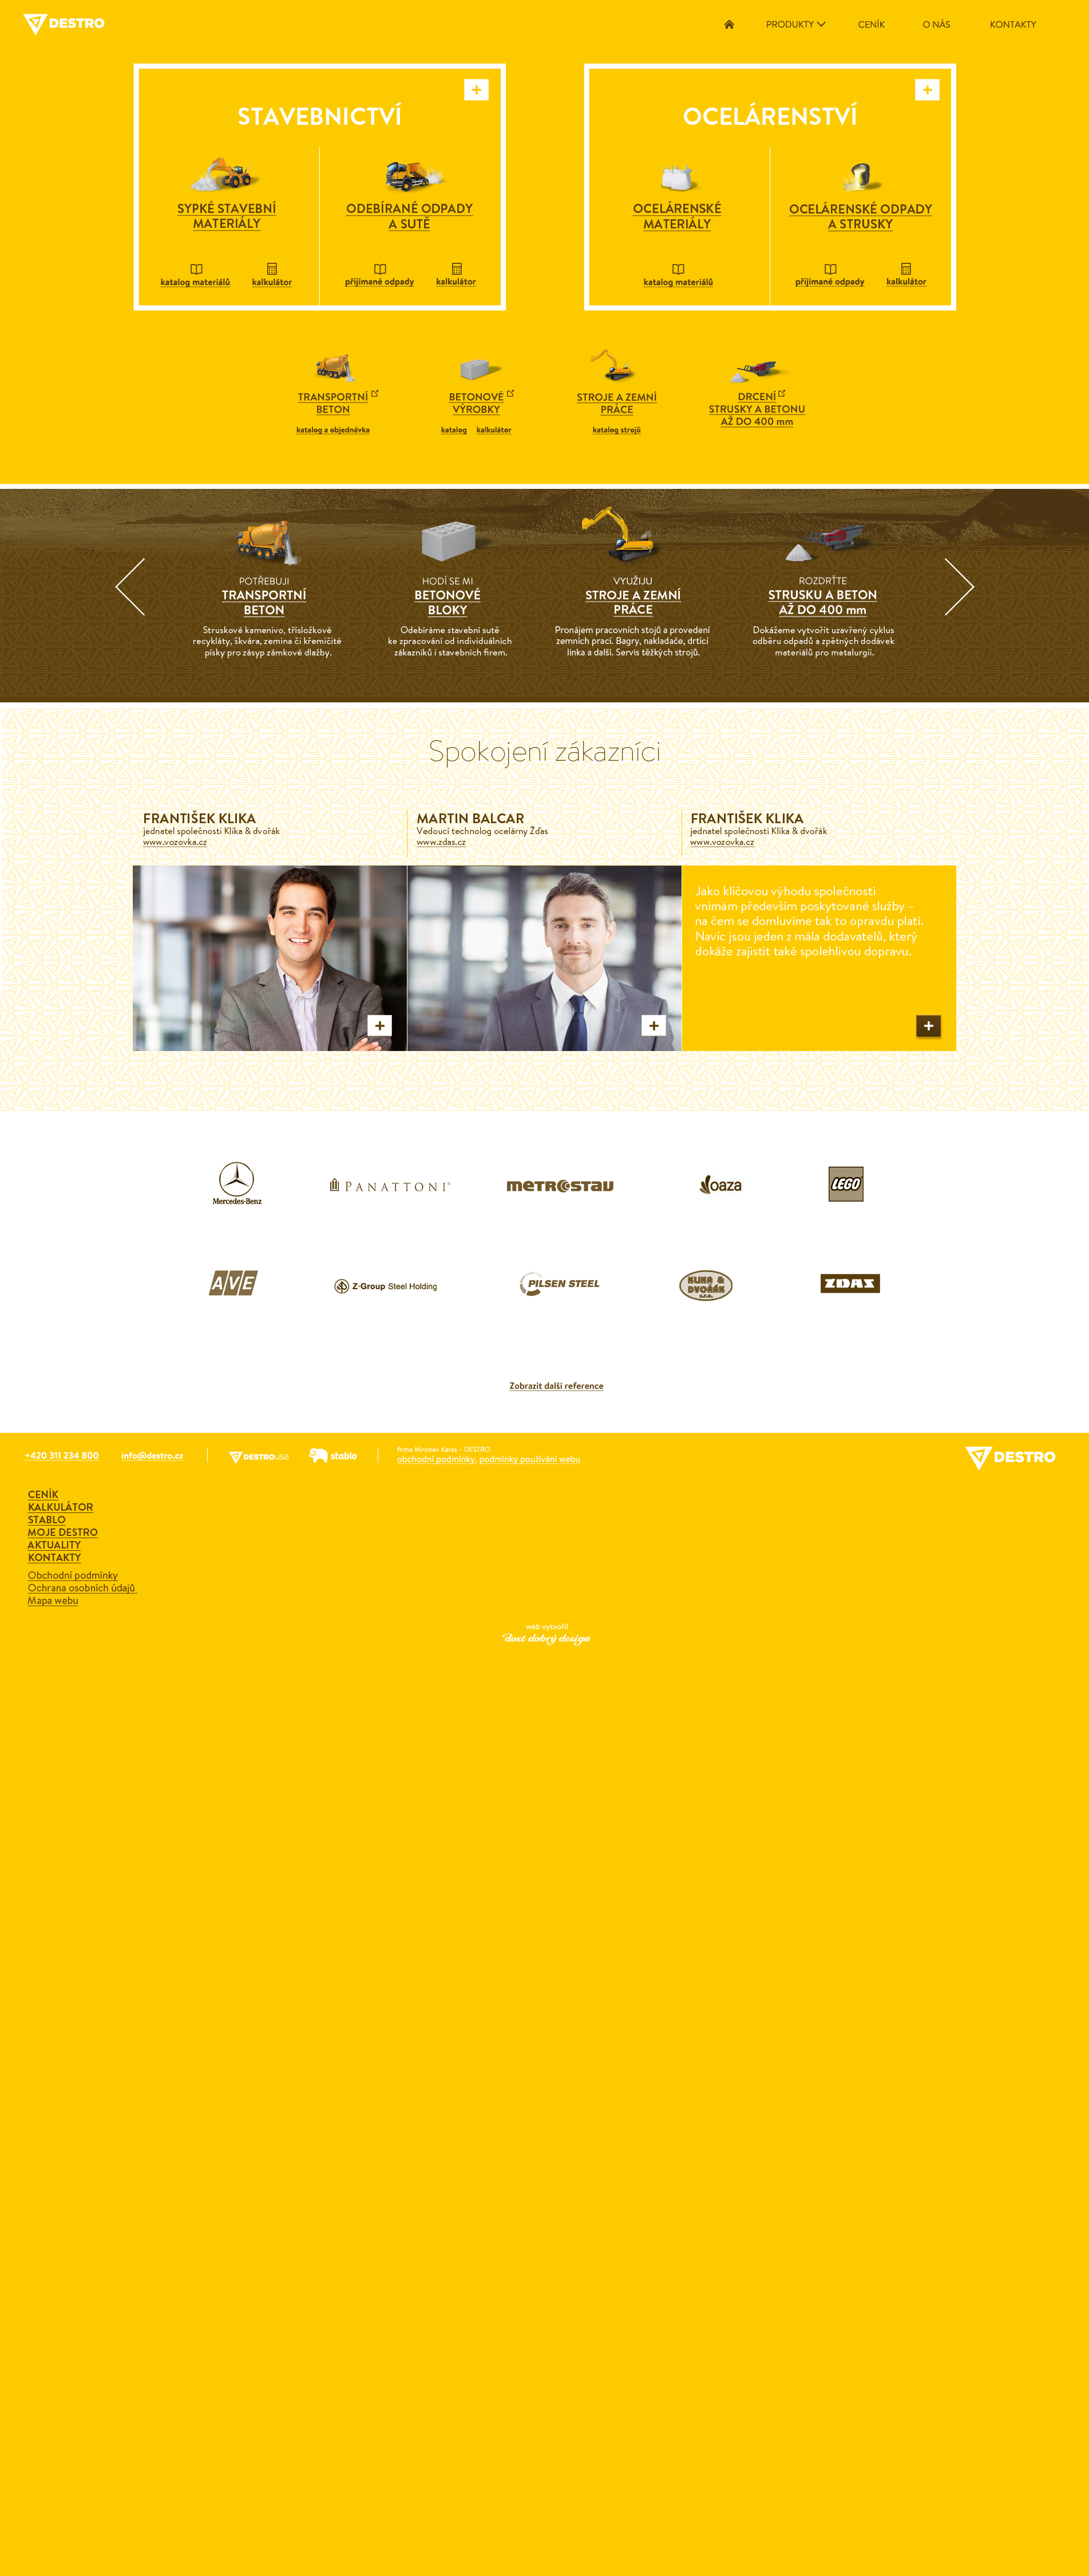 DESTRO
PRODUKTY
CENÍK
O NÁS
KONTAKTY
STAVEBNICTVÍ
SYPKÉ STAVEBNÍ
MATERIÁLY
katalog materiálů
kalkulátor
ODEBÍRANÉ ODPADY
A SUTĚ
přijímané odpady
kalkulátor
OCELÁRENSTVÍ
OCELÁRENSKÉ
MATERIÁLY
katalog materiálů
OCELÁRENSKÉ ODPADY
A STRUSKY
přijímané odpady
kalkulátor
TRANSPORTNÍ
BETON
katalog a objednávka
BETONOVÉ
VÝROBKY
katalog
kalkulátor
STROJE A ZEMNÍ
PRÁCE
katalog strojů
DRCENÍ
STRUSKY A BETONU
AŽ DO 400 mm
POTŘEBUJI
TRANSPORTNÍ
BETON
Struskové kamenivo, třísložkové
recykláty, škvára, zemina či křemičité
písky pro zásyp zámkové dlažby.
HODÍ SE MI
BETONOVÉ
BLOKY
Odebíráme stavební sutě
ke zpracování od individuálních
zákazníků i stavebních firem.
VYUŽIJU
STROJE A ZEMNÍ
PRÁCE
Pronájem pracovních stojů a provedení
zemních prací. Bagry, nakladače, drtící
linka a další. Servis těžkých strojů.
ROZDRŤTE
STRUSKU A BETON
AŽ DO 400 mm
Dokážeme vytvořit uzavřený cyklus
odběru odpadů a zpětných dodávek
materiálů pro metalurgii.
Spokojení zákazníci
FRANTIŠEK KLIKA
jednatel společnosti Klika & dvořák
www.vozovka.cz
MARTIN BALCAR
Vedoucí technolog ocelárny Žďas
www.zdas.cz
FRANTIŠEK KLIKA
jednatel společnosti Klika & dvořák
www.vozovka.cz
Jako klíčovou výhodu společnosti
vnímám především poskytované služby –
na čem se domluvíme tak to opravdu platí.
Navíc jsou jeden z mála dodavatelů, který
dokáže zajistit také spolehlivou dopravu.
Mercedes-Benz
PANATTONI®
METROSTAV
oaza
LEGO
AVE
Z-Group Steel Holding
PILSEN STEEL
KLIKA &
DVOŘÁK
s.r.o.
ZDAS
Zobrazit další reference
+420 311 234 800
info@destro.cz
DESTRO
stablo
firma Miroslav Karas – DESTRO
obchodní podmínky, podmínky používání webu
DESTRO
CENÍK
KALKULÁTOR
STABLO
MOJE DESTRO
AKTUALITY
KONTAKTY
Obchodní podmínky
Ochrana osobních údajů
Mapa webu
web vytvořil
Dost dobrý design